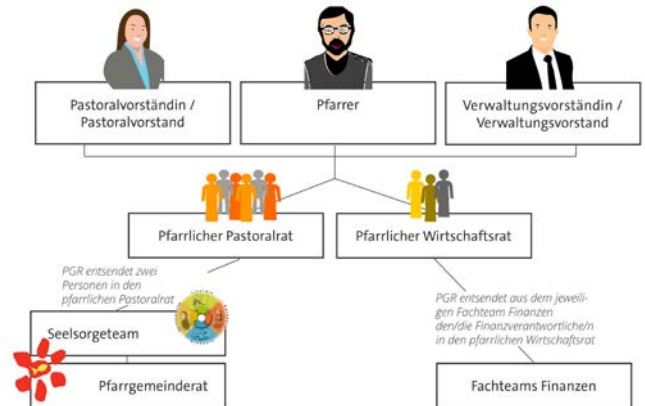 Pastoralvorständin /
Pastoralvorstand
Pfarrer
Verwaltungsvorständin /
Verwaltungsvorstand
Pfarrlicher Pastoralrat
Pfarrlicher Wirtschaftsrat
PGR entsendet zwei
Personen in den
pfarrlichen Pastoralrat
PGR entsendet aus dem jeweili-
gen Fachteam Finanzen
den/die Finanzverantwortliche/n
in den pfarrlichen Wirtschaftsrat
Seelsorgeteam
Pfarrgemeinderat
Fachteams Finanzen